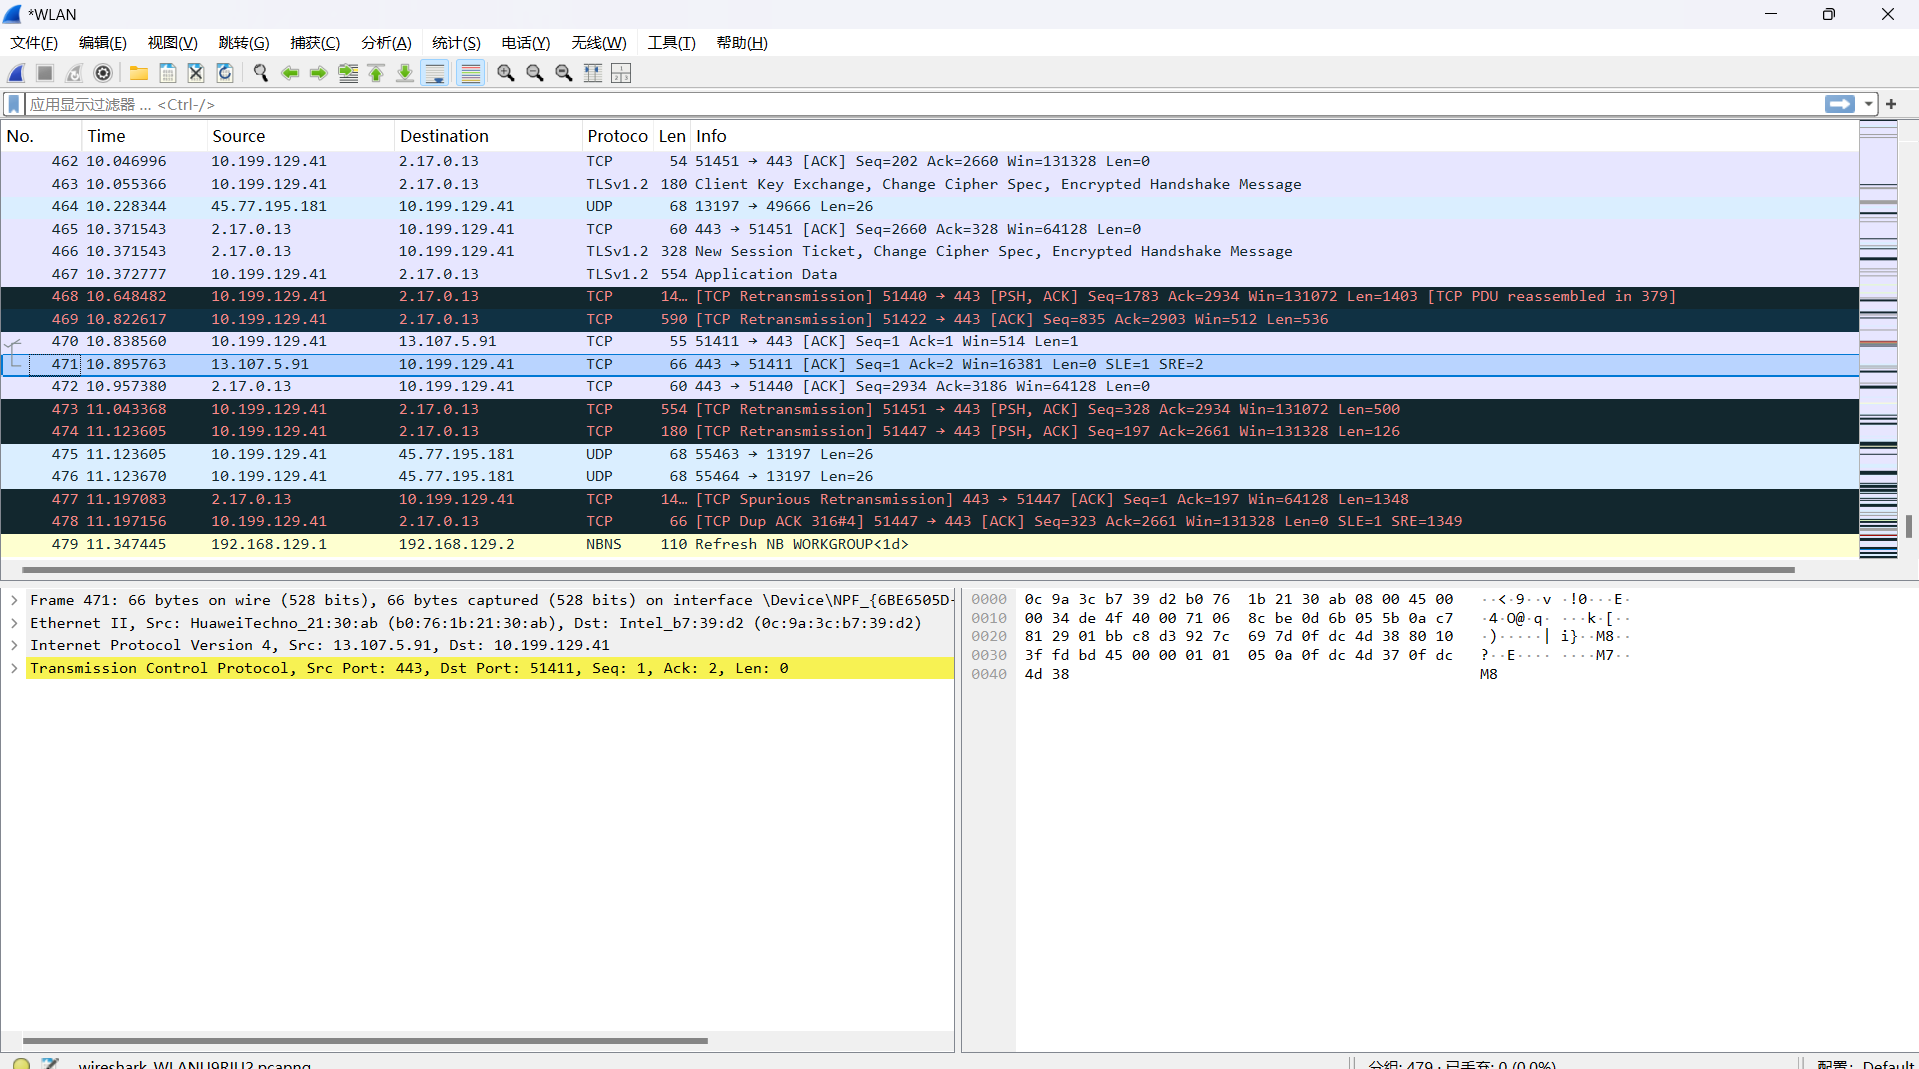 *WLAN
文件(F) 编辑(E) 视图(V) 跳转(G) 捕获(C) 分析(A) 统计(S) 电话(Y) 无线(W) 工具(T) 帮助(H)
应用显示过滤器 … <Ctrl-/>
No. Time Source Destination Protoco Len Info
462 10.046996 10.199.129.41 2.17.0.13 TCP 54 51451 → 443 [ACK] Seq=202 Ack=2660 Win=131328 Len=0
463 10.055366 10.199.129.41 2.17.0.13 TLSv1.2 180 Client Key Exchange, Change Cipher Spec, Encrypted Handshake Message
464 10.228344 45.77.195.181 10.199.129.41 UDP 68 13197 → 49666 Len=26
465 10.371543 2.17.0.13 10.199.129.41 TCP 60 443 → 51451 [ACK] Seq=2660 Ack=328 Win=64128 Len=0
466 10.371543 2.17.0.13 10.199.129.41 TLSv1.2 328 New Session Ticket, Change Cipher Spec, Encrypted Handshake Message
467 10.372777 10.199.129.41 2.17.0.13 TLSv1.2 554 Application Data
468 10.648482 10.199.129.41 2.17.0.13 TCP 14… [TCP Retransmission] 51440 → 443 [PSH, ACK] Seq=1783 Ack=2934 Win=131072 Len=1403 [TCP PDU reassembled in 379]
469 10.822617 10.199.129.41 2.17.0.13 TCP 590 [TCP Retransmission] 51422 → 443 [ACK] Seq=835 Ack=2903 Win=512 Len=536
470 10.838560 10.199.129.41 13.107.5.91 TCP 55 51411 → 443 [ACK] Seq=1 Ack=1 Win=514 Len=1
471 10.895763 13.107.5.91 10.199.129.41 TCP 66 443 → 51411 [ACK] Seq=1 Ack=2 Win=16381 Len=0 SLE=1 SRE=2
472 10.957380 2.17.0.13 10.199.129.41 TCP 60 443 → 51440 [ACK] Seq=2934 Ack=3186 Win=64128 Len=0
473 11.043368 10.199.129.41 2.17.0.13 TCP 554 [TCP Retransmission] 51451 → 443 [PSH, ACK] Seq=328 Ack=2934 Win=131072 Len=500
474 11.123605 10.199.129.41 2.17.0.13 TCP 180 [TCP Retransmission] 51447 → 443 [PSH, ACK] Seq=197 Ack=2661 Win=131328 Len=126
475 11.123605 10.199.129.41 45.77.195.181 UDP 68 55463 → 13197 Len=26
476 11.123670 10.199.129.41 45.77.195.181 UDP 68 55464 → 13197 Len=26
477 11.197083 2.17.0.13 10.199.129.41 TCP 14… [TCP Spurious Retransmission] 443 → 51447 [ACK] Seq=1 Ack=197 Win=64128 Len=1348
478 11.197156 10.199.129.41 2.17.0.13 TCP 66 [TCP Dup ACK 316#4] 51447 → 443 [ACK] Seq=323 Ack=2661 Win=131328 Len=0 SLE=1 SRE=1349
479 11.347445 192.168.129.1 192.168.129.2 NBNS 110 Refresh NB WORKGROUP<1d>
Frame 471: 66 bytes on wire (528 bits), 66 bytes captured (528 bits) on interface \Device\NPF_{6BE6505D-
Ethernet II, Src: HuaweiTechno_21:30:ab (b0:76:1b:21:30:ab), Dst: Intel_b7:39:d2 (0c:9a:3c:b7:39:d2)
Internet Protocol Version 4, Src: 13.107.5.91, Dst: 10.199.129.41
Transmission Control Protocol, Src Port: 443, Dst Port: 51411, Seq: 1, Ack: 2, Len: 0
0000 0c 9a 3c b7 39 d2 b0 76 1b 21 30 ab 08 00 45 00 ··<·9··v ·!0···E·
0010 00 34 de 4f 40 00 71 06 8c be 0d 6b 05 5b 0a c7 ·4·O@·q· ···k·[··
0020 81 29 01 bb c8 d3 92 7c 69 7d 0f dc 4d 38 80 10 ·)·····| i}··M8··
0030 3f fd bd 45 00 00 01 01 05 0a 0f dc 4d 37 0f dc ?··E···· ····M7··
0040 4d 38 M8
wireshark_WLANU9RIU2.pcapng
分组: 479 · 已丢弃: 0 (0.0%)
配置: Default